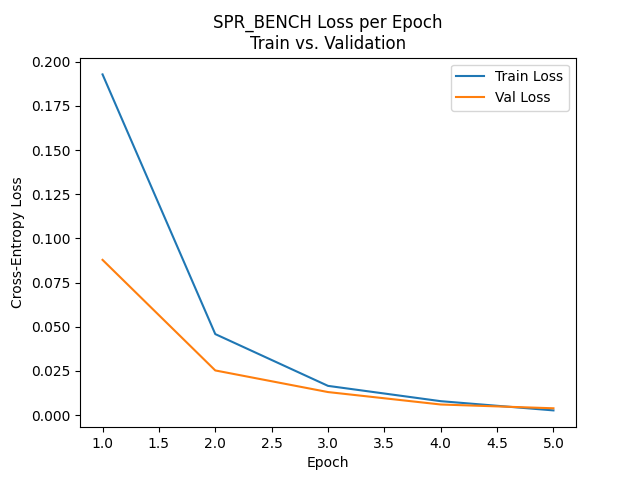 SPR_BENCH Loss per Epoch
Train vs. Validation
Train Loss
Val Loss
Cross-Entropy Loss
0.200
0.175
0.150
0.125
0.100
0.075
0.050
0.025
0.000
1.0 1.5 2.0 2.5 3.0 3.5 4.0 4.5 5.0
Epoch